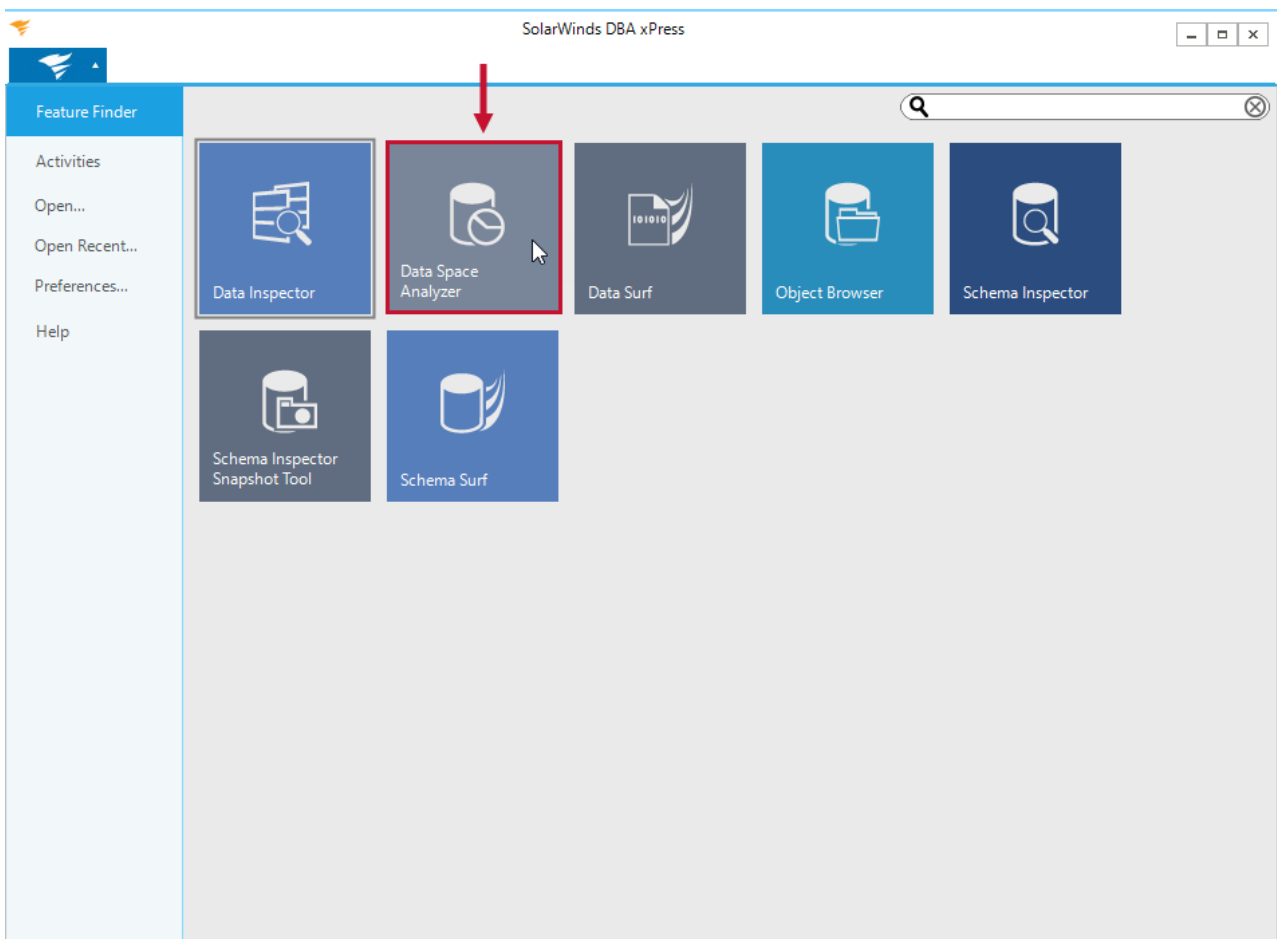 SolarWinds DBA xPress
Feature Finder
Activities
Open...
Open Recent...
Preferences...
Help
Data Inspector
Data Space
Analyzer
101010
Data Surf
Object Browser
Schema Inspector
Schema Inspector
Snapshot Tool
Schema Surf